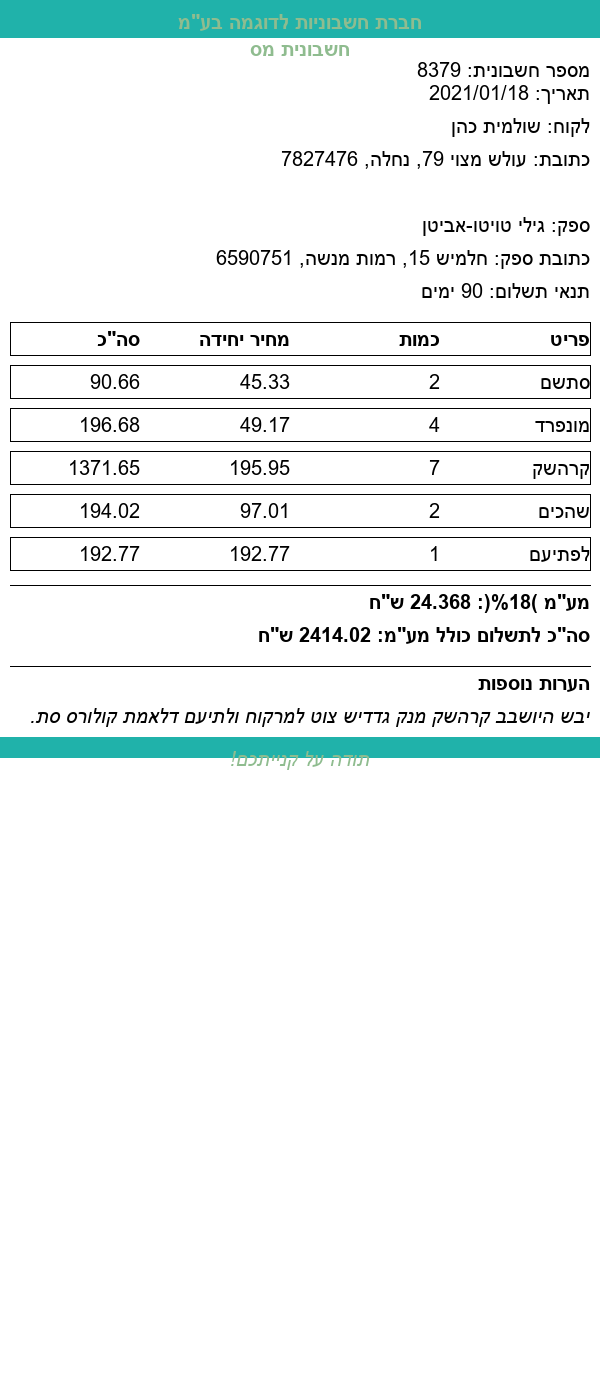 חברת חשבוניות לדוגמה בע"מ
חשבונית מס
מספר חשבונית: 8379
תאריך: 2021/01/18
לקוח: שולמית כהן
כתובת: עולש מצוי 79, נחלה, 7827476
ספק: גילי טויטו-אביטן
כתובת ספק: חלמיש 15, רמות מנשה, 6590751
תנאי תשלום: 90 ימים
פריט כמות מחיר יחידה סה"כ
סתשם 2 45.33 90.66
מונפרד 4 49.17 196.68
קרהשק 7 195.95 1371.65
שהכים 2 97.01 194.02
לפתיעם 1 192.77 192.77
מע"מ )18%(: 24.368 ש"ח
סה"כ לתשלום כולל מע"מ: 2414.02 ש"ח
הערות נוספות
יבש היושבב קרהשק מנק גדדיש צוט למרקוח ולתיעם דלאמת קולורס סת.
תודה על קנייתכם!